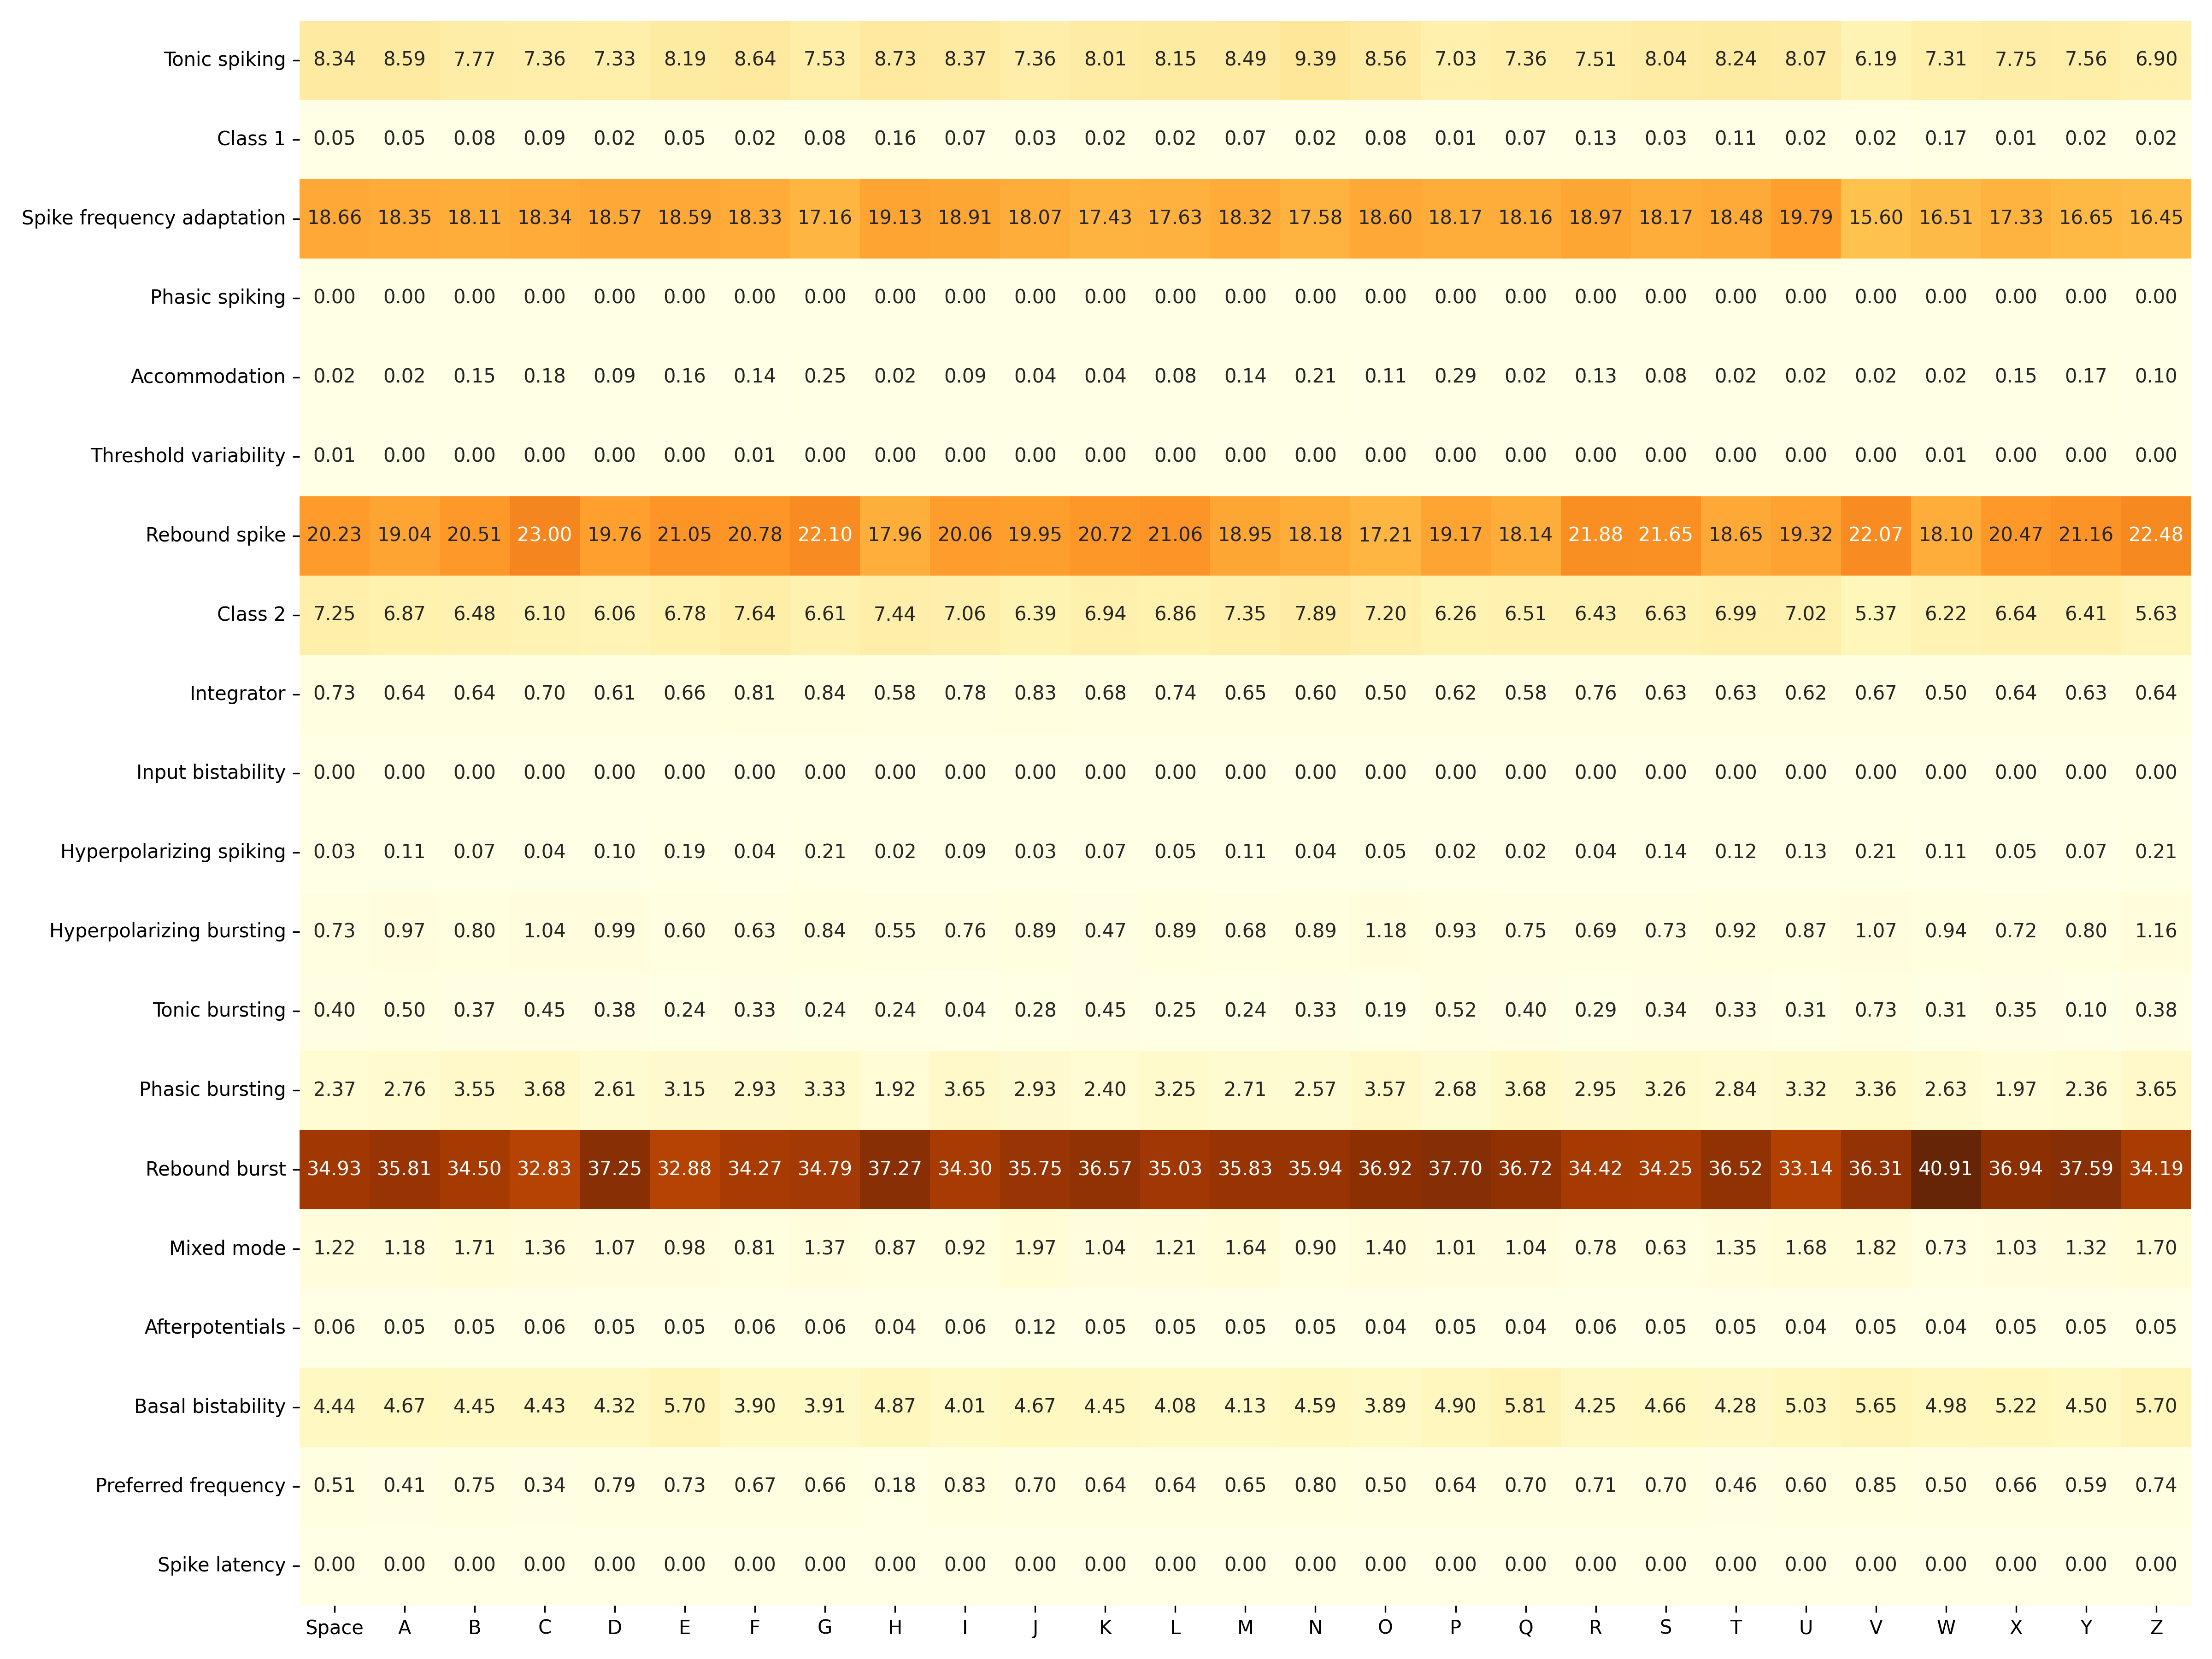 Tonic spiking 8.34 8.59 7.77 7.36 7.33 8.19 8.64 7.53 8.73 8.37 7.36 8.01 8.15 8.49 9.39 8.56 7.03 7.36 7.51 8.04 8.24 8.07 6.19 7.31 7.75 7.56 6.90
Class 1 0.05 0.05 0.08 0.09 0.02 0.05 0.02 0.08 0.16 0.07 0.03 0.02 0.02 0.07 0.02 0.08 0.01 0.07 0.13 0.03 0.11 0.02 0.02 0.17 0.01 0.02 0.02
Spike frequency adaptation 18.66 18.35 18.11 18.34 18.57 18.59 18.33 17.16 19.13 18.91 18.07 17.43 17.63 18.32 17.58 18.60 18.17 18.16 18.97 18.17 18.48 19.79 15.60 16.51 17.33 16.65 16.45
Phasic spiking 0.00 0.00 0.00 0.00 0.00 0.00 0.00 0.00 0.00 0.00 0.00 0.00 0.00 0.00 0.00 0.00 0.00 0.00 0.00 0.00 0.00 0.00 0.00 0.00 0.00 0.00 0.00
Accommodation 0.02 0.02 0.15 0.18 0.09 0.16 0.14 0.25 0.02 0.09 0.04 0.04 0.08 0.14 0.21 0.11 0.29 0.02 0.13 0.08 0.02 0.02 0.02 0.02 0.15 0.17 0.10
Threshold variability 0.01 0.00 0.00 0.00 0.00 0.00 0.01 0.00 0.00 0.00 0.00 0.00 0.00 0.00 0.00 0.00 0.00 0.00 0.00 0.00 0.00 0.00 0.00 0.01 0.00 0.00 0.00
Rebound spike 20.23 19.04 20.51 23.00 19.76 21.05 20.78 22.10 17.96 20.06 19.95 20.72 21.06 18.95 18.18 17.21 19.17 18.14 21.88 21.65 18.65 19.32 22.07 18.10 20.47 21.16 22.48
Class 2 7.25 6.87 6.48 6.10 6.06 6.78 7.64 6.61 7.44 7.06 6.39 6.94 6.86 7.35 7.89 7.20 6.26 6.51 6.43 6.63 6.99 7.02 5.37 6.22 6.64 6.41 5.63
Integrator 0.73 0.64 0.64 0.70 0.61 0.66 0.81 0.84 0.58 0.78 0.83 0.68 0.74 0.65 0.60 0.50 0.62 0.58 0.76 0.63 0.63 0.62 0.67 0.50 0.64 0.63 0.64
Input bistability 0.00 0.00 0.00 0.00 0.00 0.00 0.00 0.00 0.00 0.00 0.00 0.00 0.00 0.00 0.00 0.00 0.00 0.00 0.00 0.00 0.00 0.00 0.00 0.00 0.00 0.00 0.00
Hyperpolarizing spiking 0.03 0.11 0.07 0.04 0.10 0.19 0.04 0.21 0.02 0.09 0.03 0.07 0.05 0.11 0.04 0.05 0.02 0.02 0.04 0.14 0.12 0.13 0.21 0.11 0.05 0.07 0.21
Hyperpolarizing bursting 0.73 0.97 0.80 1.04 0.99 0.60 0.63 0.84 0.55 0.76 0.89 0.47 0.89 0.68 0.89 1.18 0.93 0.75 0.69 0.73 0.92 0.87 1.07 0.94 0.72 0.80 1.16
Tonic bursting 0.40 0.50 0.37 0.45 0.38 0.24 0.33 0.24 0.24 0.04 0.28 0.45 0.25 0.24 0.33 0.19 0.52 0.40 0.29 0.34 0.33 0.31 0.73 0.31 0.35 0.10 0.38
Phasic bursting 2.37 2.76 3.55 3.68 2.61 3.15 2.93 3.33 1.92 3.65 2.93 2.40 3.25 2.71 2.57 3.57 2.68 3.68 2.95 3.26 2.84 3.32 3.36 2.63 1.97 2.36 3.65
Rebound burst 34.93 35.81 34.50 32.83 37.25 32.88 34.27 34.79 37.27 34.30 35.75 36.57 35.03 35.83 35.94 36.92 37.70 36.72 34.42 34.25 36.52 33.14 36.31 40.91 36.94 37.59 34.19
Mixed mode 1.22 1.18 1.71 1.36 1.07 0.98 0.81 1.37 0.87 0.92 1.97 1.04 1.21 1.64 0.90 1.40 1.01 1.04 0.78 0.63 1.35 1.68 1.82 0.73 1.03 1.32 1.70
Afterpotentials 0.06 0.05 0.05 0.06 0.05 0.05 0.06 0.06 0.04 0.06 0.12 0.05 0.05 0.05 0.05 0.04 0.05 0.04 0.06 0.05 0.05 0.04 0.05 0.04 0.05 0.05 0.05
Basal bistability 4.44 4.67 4.45 4.43 4.32 5.70 3.90 3.91 4.87 4.01 4.67 4.45 4.08 4.13 4.59 3.89 4.90 5.81 4.25 4.66 4.28 5.03 5.65 4.98 5.22 4.50 5.70
Preferred frequency 0.51 0.41 0.75 0.34 0.79 0.73 0.67 0.66 0.18 0.83 0.70 0.64 0.64 0.65 0.80 0.50 0.64 0.70 0.71 0.70 0.46 0.60 0.85 0.50 0.66 0.59 0.74
Spike latency 0.00 0.00 0.00 0.00 0.00 0.00 0.00 0.00 0.00 0.00 0.00 0.00 0.00 0.00 0.00 0.00 0.00 0.00 0.00 0.00 0.00 0.00 0.00 0.00 0.00 0.00 0.00
Space A B C D E F G H I J K L M N O P Q R S T U V W X Y Z